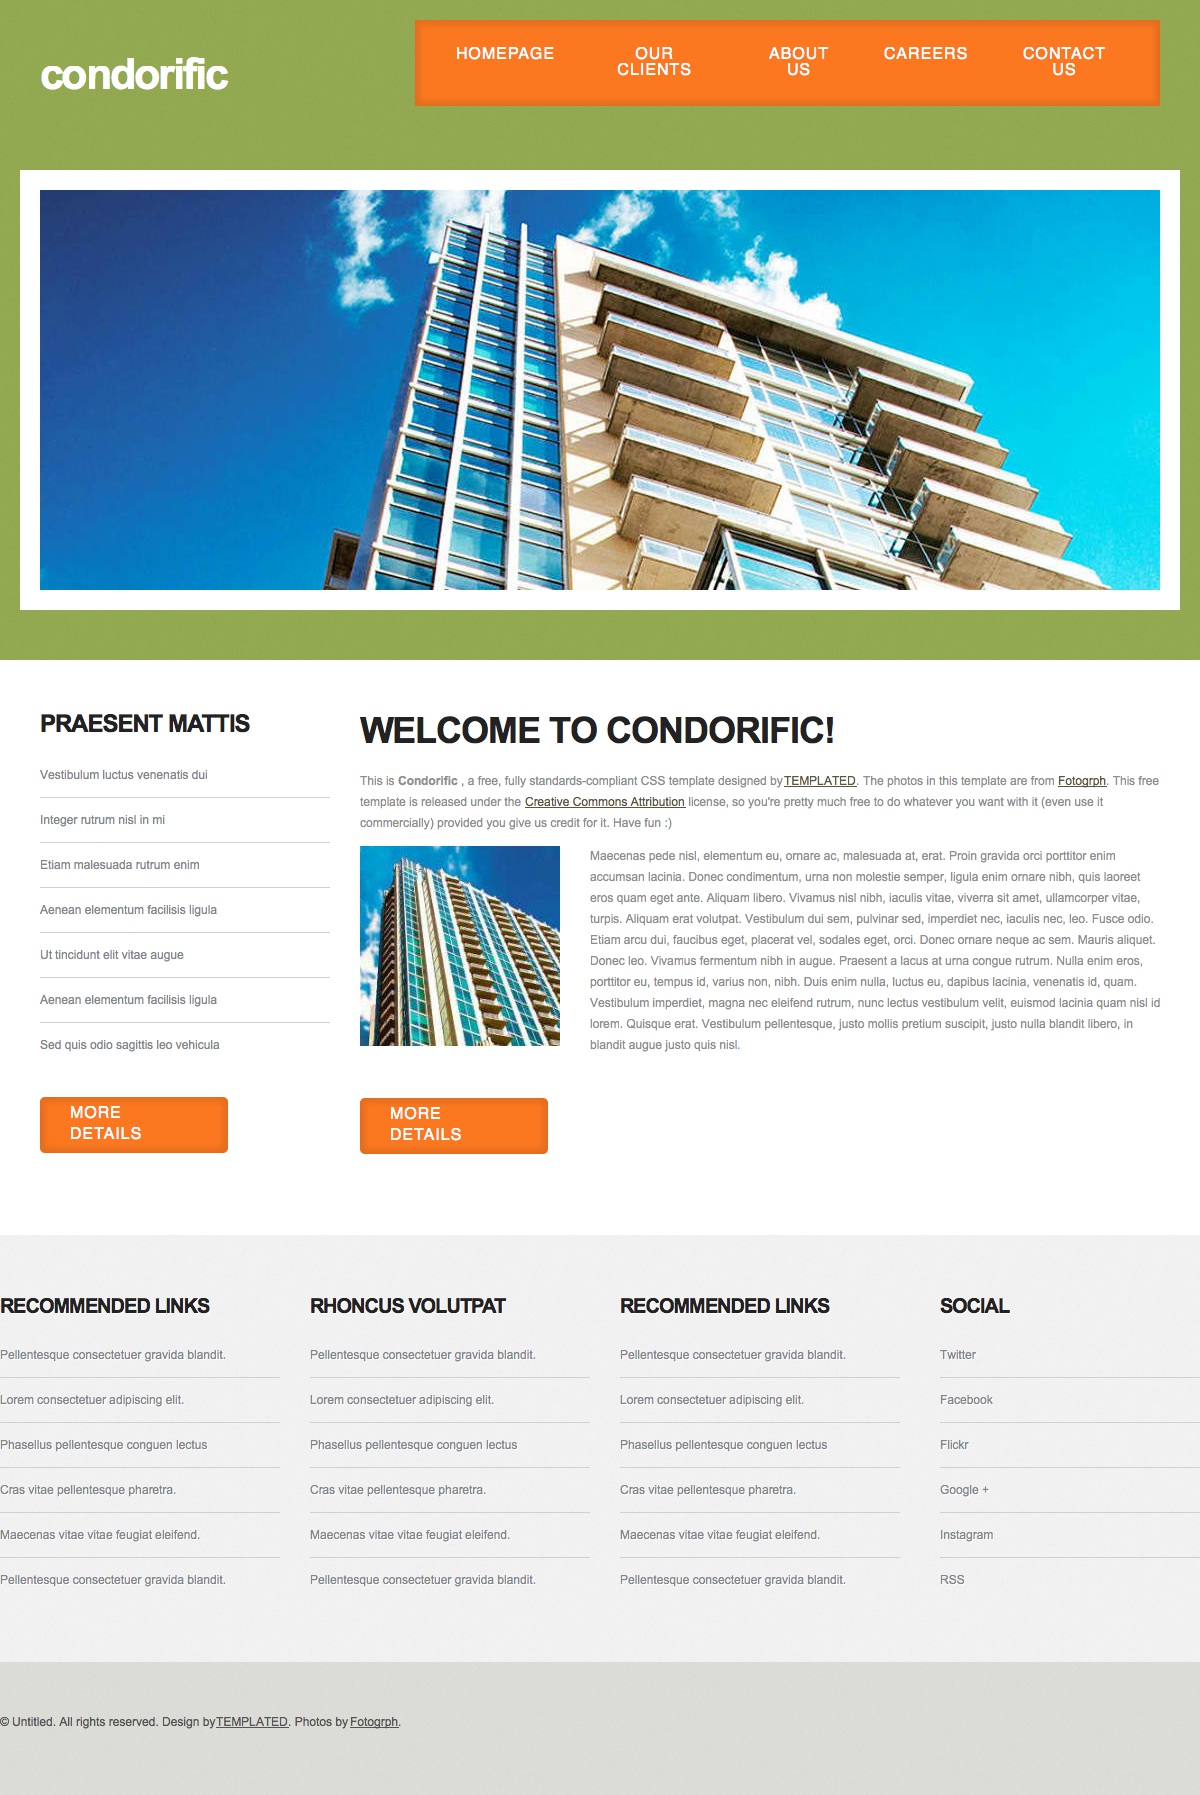 condorific
HOMEPAGE
OUR
CLIENTS
ABOUT
US
CAREERS
CONTACT
US
PRAESENT MATTIS
Vestibulum luctus venenatis dui
Integer rutrum nisl in mi
Etiam malesuada rutrum enim
Aenean elementum facilisis ligula
Ut tincidunt elit vitae augue
Aenean elementum facilisis ligula
Sed quis odio sagittis leo vehicula
MORE
DETAILS
WELCOME TO CONDORIFIC!
This is Condorific , a free, fully standards-compliant CSS template designed by TEMPLATED. The photos in this template are from Fotogrph. This free
template is released under the Creative Commons Attribution license, so you're pretty much free to do whatever you want with it (even use it
commercially) provided you give us credit for it. Have fun :)
Maecenas pede nisl, elementum eu, ornare ac, malesuada at, erat. Proin gravida orci porttitor enim
accumsan lacinia. Donec condimentum, urna non molestie semper, ligula enim ornare nibh, quis laoreet
eros quam eget ante. Aliquam libero. Vivamus nisl nibh, iaculis vitae, viverra sit amet, ullamcorper vitae,
turpis. Aliquam erat volutpat. Vestibulum dui sem, pulvinar sed, imperdiet nec, iaculis nec, leo. Fusce odio.
Etiam arcu dui, faucibus eget, placerat vel, sodales eget, orci. Donec ornare neque ac sem. Mauris aliquet.
Donec leo. Vivamus fermentum nibh in augue. Praesent a lacus at urna congue rutrum. Nulla enim eros,
porttitor eu, tempus id, varius non, nibh. Duis enim nulla, luctus eu, dapibus lacinia, venenatis id, quam.
Vestibulum imperdiet, magna nec eleifend rutrum, nunc lectus vestibulum velit, euismod lacinia quam nisl id
lorem. Quisque erat. Vestibulum pellentesque, justo mollis pretium suscipit, justo nulla blandit libero, in
blandit augue justo quis nisl.
MORE
DETAILS
RECOMMENDED LINKS
Pellentesque consectetuer gravida blandit.
Lorem consectetuer adipiscing elit.
Phasellus pellentesque conguen lectus
Cras vitae pellentesque pharetra.
Maecenas vitae vitae feugiat eleifend.
Pellentesque consectetuer gravida blandit.
RHONCUS VOLUTPAT
Pellentesque consectetuer gravida blandit.
Lorem consectetuer adipiscing elit.
Phasellus pellentesque conguen lectus
Cras vitae pellentesque pharetra.
Maecenas vitae vitae feugiat eleifend.
Pellentesque consectetuer gravida blandit.
RECOMMENDED LINKS
Pellentesque consectetuer gravida blandit.
Lorem consectetuer adipiscing elit.
Phasellus pellentesque conguen lectus
Cras vitae pellentesque pharetra.
Maecenas vitae vitae feugiat eleifend.
Pellentesque consectetuer gravida blandit.
SOCIAL
Twitter
Facebook
Flickr
Google +
Instagram
RSS
© Untitled. All rights reserved. Design by TEMPLATED. Photos by Fotogrph.